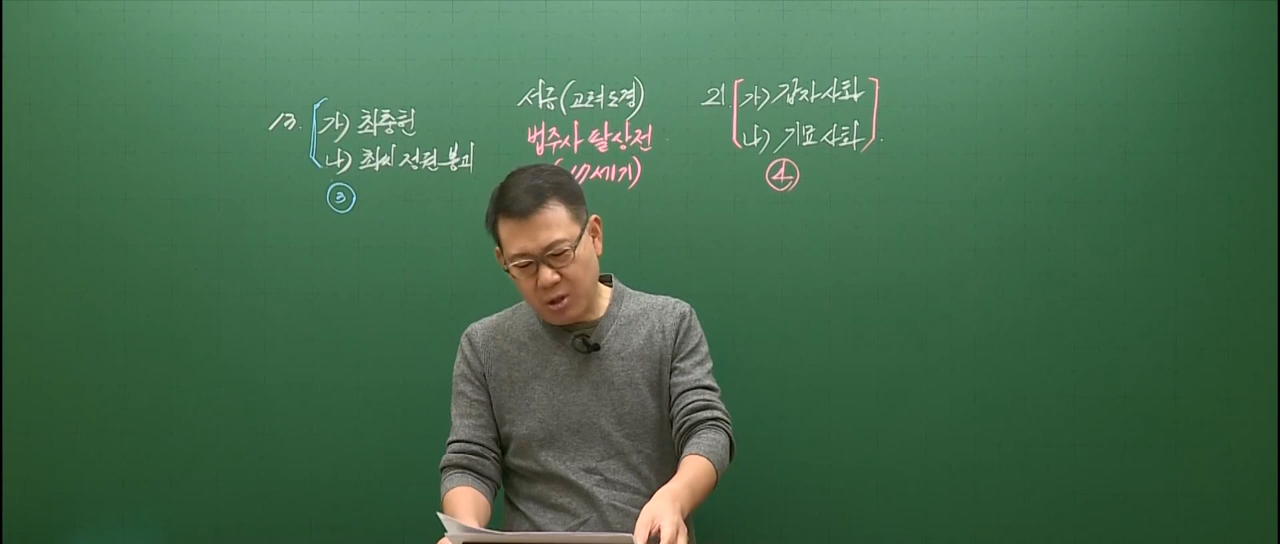 13. 가) 최충헌
나) 최씨 정권 붕괴
③
서긍(고려도경)
법주사 팔상전
(17세기)
21. 가) 갑자사화
나) 기묘사화
④